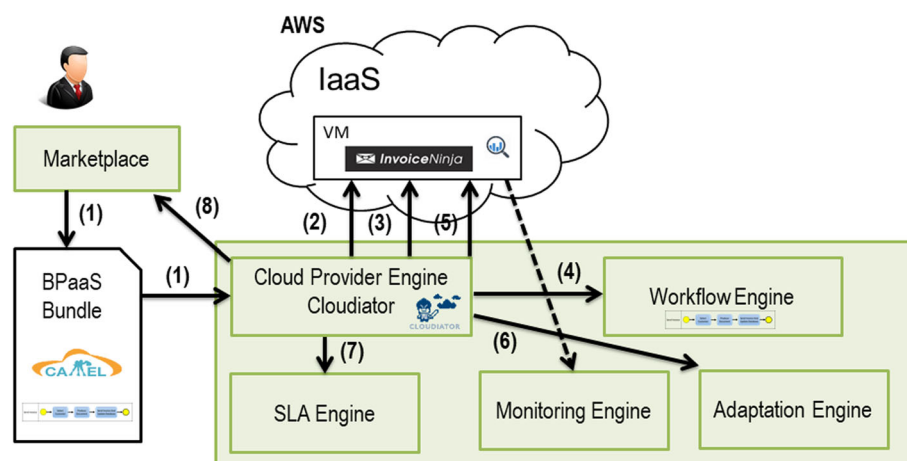 AWS
IaaS
VM
InvoiceNinja
Marketplace
(1)
(8)
(2)
(3)
(5)
BPaaS
Bundle
CAMEL
(1)
Cloud Provider Engine
Cloudiator
CLOUDIATOR
(4)
Workflow Engine
(7)
(6)
SLA Engine
Monitoring Engine
Adaptation Engine